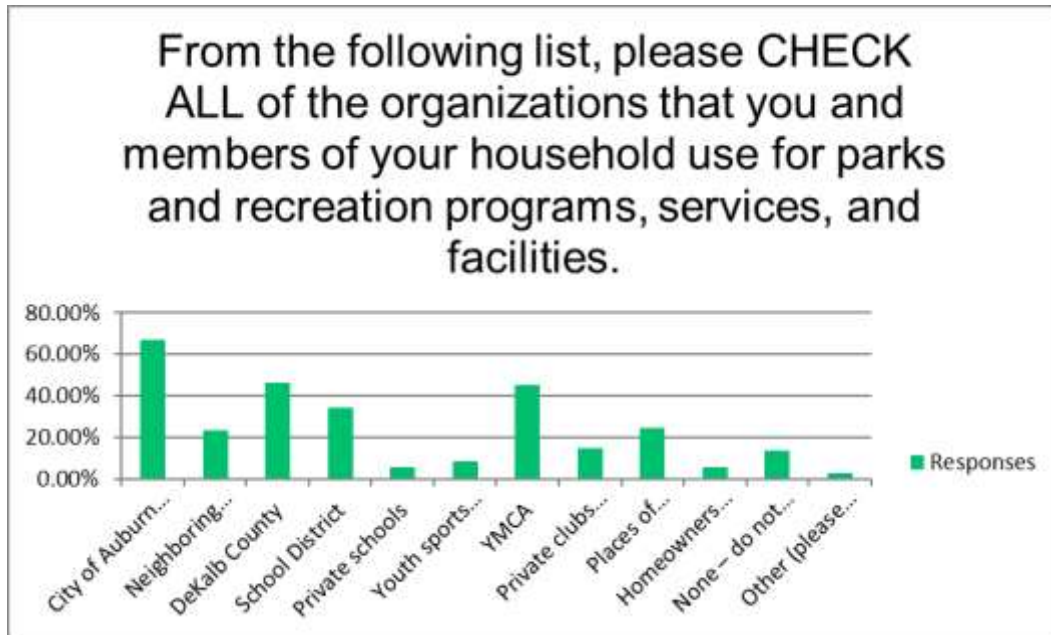 From the following list, please CHECK
ALL of the organizations that you and
members of your household use for parks
and recreation programs, services, and
facilities.
80.00%
60.00%
40.00%
20.00%
0.00%
City of Auburn...
Neighboring...
DeKalb County
School District
Private schools
Youth sports...
YMCA
Private clubs...
Places of...
Homeowners...
None – do not...
Other (please...
Responses